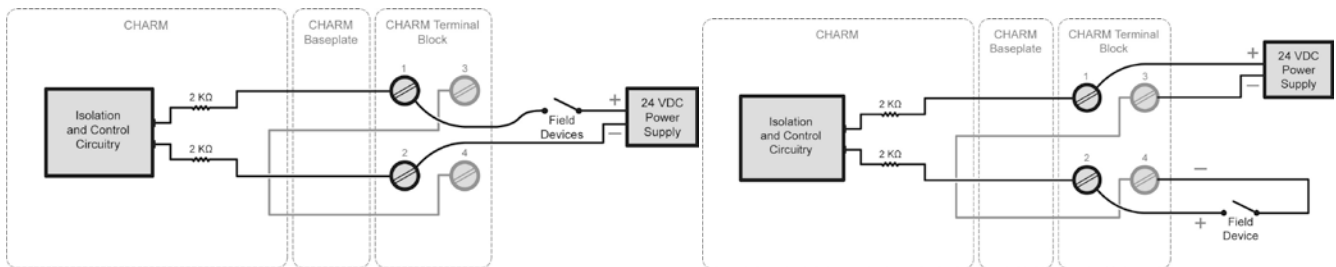 CHARM
CHARM
Baseplate
CHARM Terminal
Block
1
3
2 KΩ
Isolation
and Control
Circuitry
2 KΩ
2
4
Field
Devices
+
−
24 VDC
Power
Supply
CHARM
CHARM
Baseplate
CHARM Terminal
Block
+
−
24 VDC
Power
Supply
1
3
2 KΩ
Isolation
and Control
Circuitry
2 KΩ
2
4
−
+
Field
Device